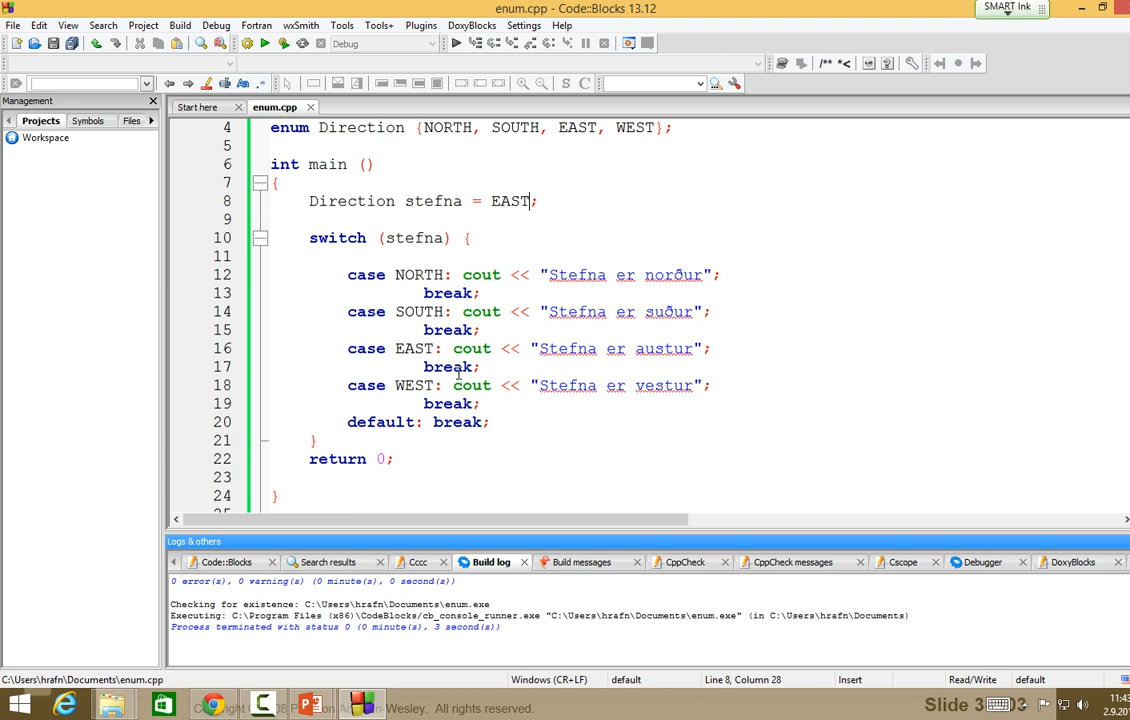 enum.cpp - Code::Blocks 13.12
SMART Ink
File Edit View Search Project Build Debug Fortran wxSmith Tools Tools+ Plugins DoxyBlocks Settings Help
Debug
/** *<
S C
Management
Start here enum.cpp
Projects Symbols Files
Workspace
4 enum Direction {NORTH, SOUTH, EAST, WEST};
5
6 int main ()
7 {
8 Direction stefna = EAST;
9
10 switch (stefna) {
11
12 case NORTH: cout << "Stefna er norður";
13 break;
14 case SOUTH: cout << "Stefna er suður";
15 break;
16 case EAST: cout << "Stefna er austur";
17 break;
18 case WEST: cout << "Stefna er vestur";
19 break;
20 default: break;
21 }
22 return 0;
23
24 }
Logs & others
Code::Blocks Search results Cccc Build log Build messages CppCheck CppCheck messages Cscope Debugger DoxyBlocks
0 error(s), 0 warning(s) (0 minute(s), 0 second(s))
Checking for existence: C:\Users\hrafn\Documents\enum.exe
Executing: C:\Program Files (x86)\CodeBlocks/cb_console_runner.exe "C:\Users\hrafn\Documents\enum.exe" (in C:\Users\hrafn\Documents)
Process terminated with status 0 (0 minute(s), 3 second(s))
C:\Users\hrafn\Documents\enum.cpp Windows (CR+LF) default Line 8, Column 28 Insert Read/Write default
All rights reserved.
Slide 3
11:43
2.9.20